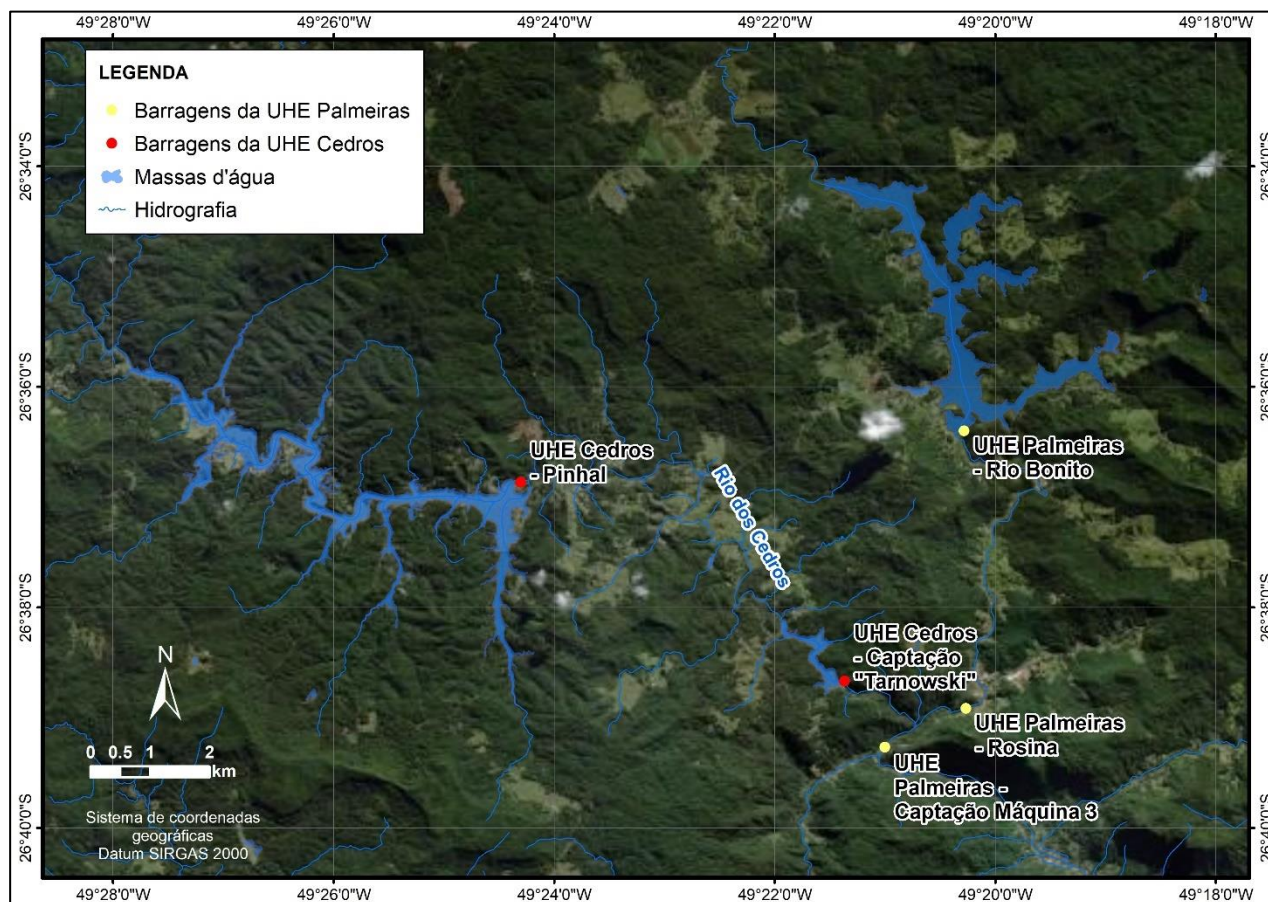 49°28'0"W 49°26'0"W 49°24'0"W 49°22'0"W 49°20'0"W 49°18'0"W
LEGENDA
Barragens da UHE Palmeiras
Barragens da UHE Cedros
Massas d'água
Hidrografia
26°34'0"S 26°34'0"S
26°36'0"S 26°36'0"S
UHE Palmeiras
- Rio Bonito
UHE Cedros
- Pinhal
Rio dos Cedros
26°38'0"S 26°38'0"S
UHE Cedros
- Captação
"Tarnowski"
UHE Palmeiras
- Rosina
UHE
Palmeiras -
Captação Máquina 3
N
0 0.5 1 2
km
Sistema de coordenadas
geográficas
Datum SIRGAS 2000
26°40'0"S 26°40'0"S
49°28'0"W 49°26'0"W 49°24'0"W 49°22'0"W 49°20'0"W 49°18'0"W